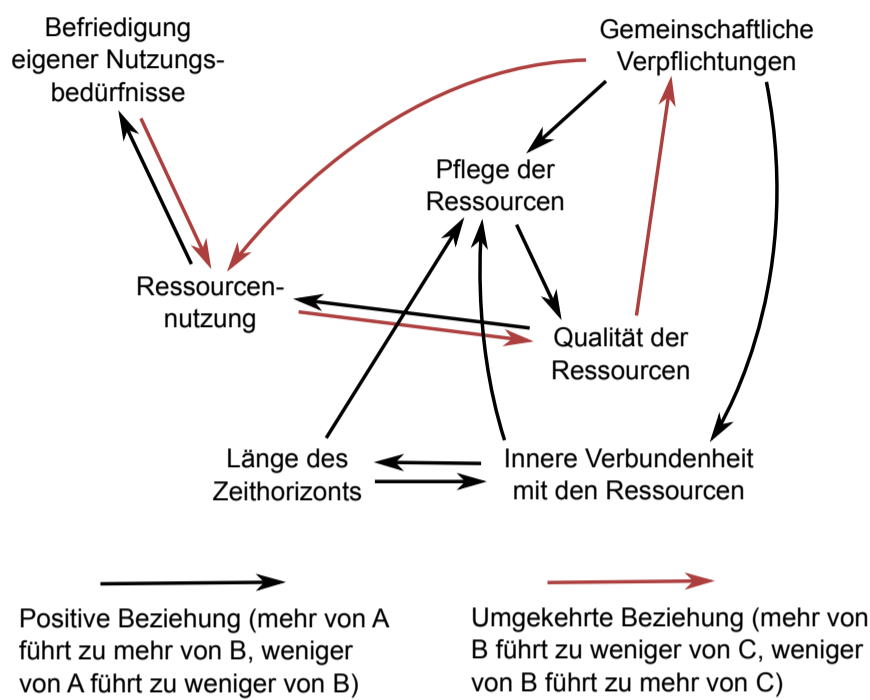 Befriedigung
eigener Nutzungs-
bedürfnisse
Gemeinschaftliche
Verpflichtungen
Pflege der
Ressourcen
Ressourcen-
nutzung
Qualität der
Ressourcen
Länge des
Zeithorizonts
Innere Verbundenheit
mit den Ressourcen
Positive Beziehung (mehr von A
führt zu mehr von B, weniger
von A führt zu weniger von B)
Umgekehrte Beziehung (mehr von
B führt zu weniger von C, weniger
von B führt zu mehr von C)